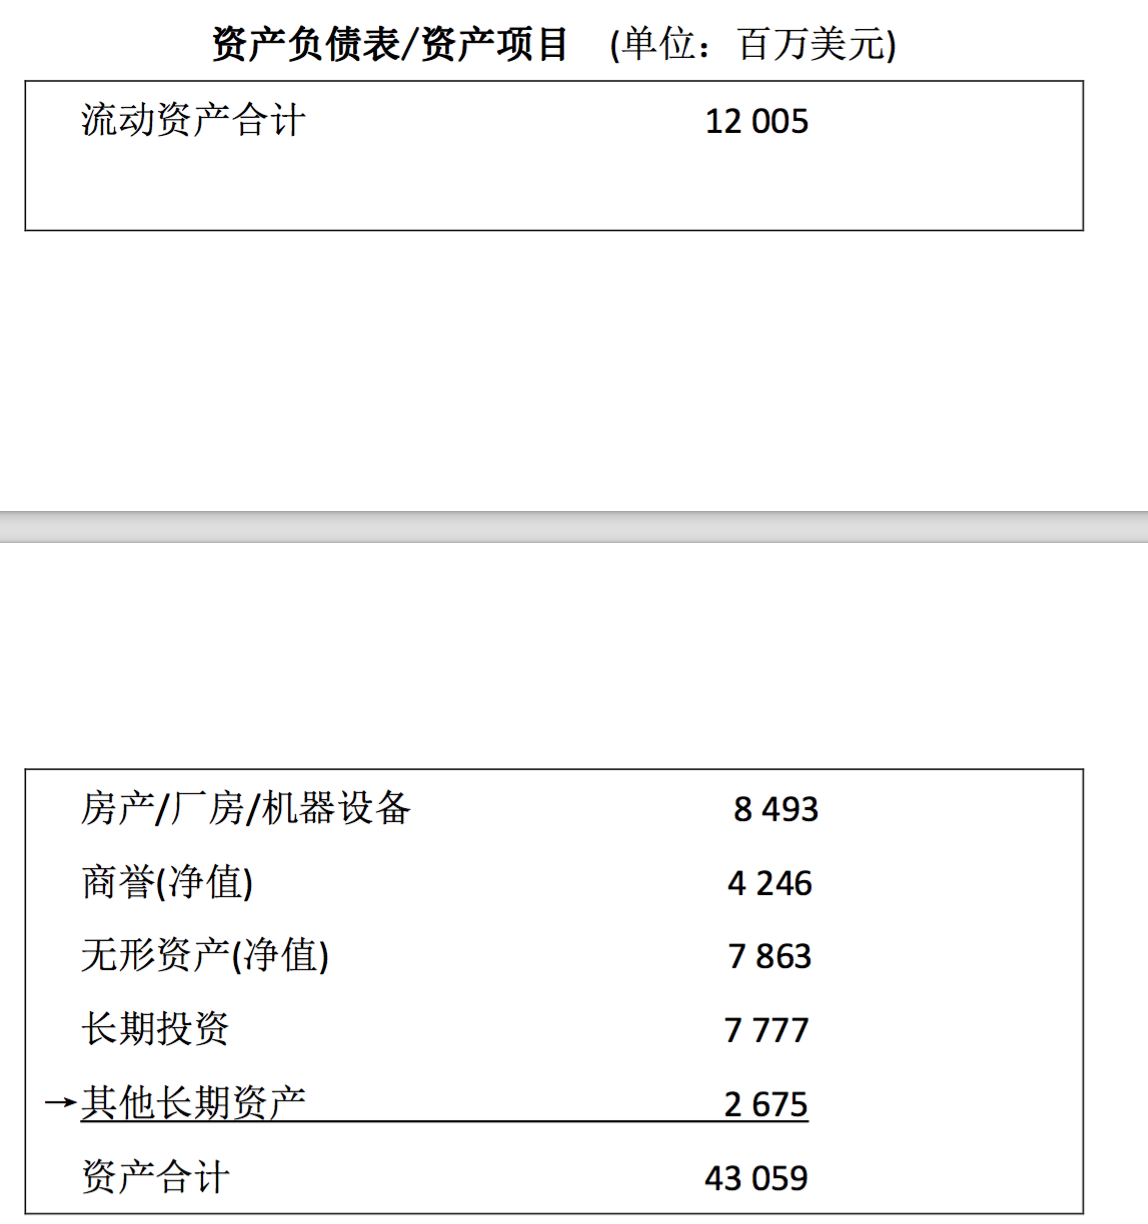 资产负债表/资产项目 (单位：百万美元)
流动资产合计 12 005
房产/厂房/机器设备 8 493
商誉(净值) 4 246
无形资产(净值) 7 863
长期投资 7 777
→其他长期资产 2 675
资产合计 43 059